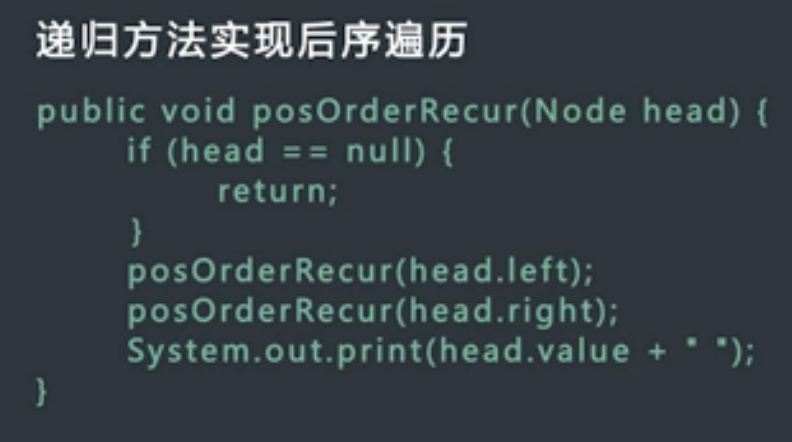 递归方法实现后序遍历
public void posOrderRecur(Node head) {
if (head == null) {
return;
}
posOrderRecur(head.left);
posOrderRecur(head.right);
System.out.print(head.value + " ");
}